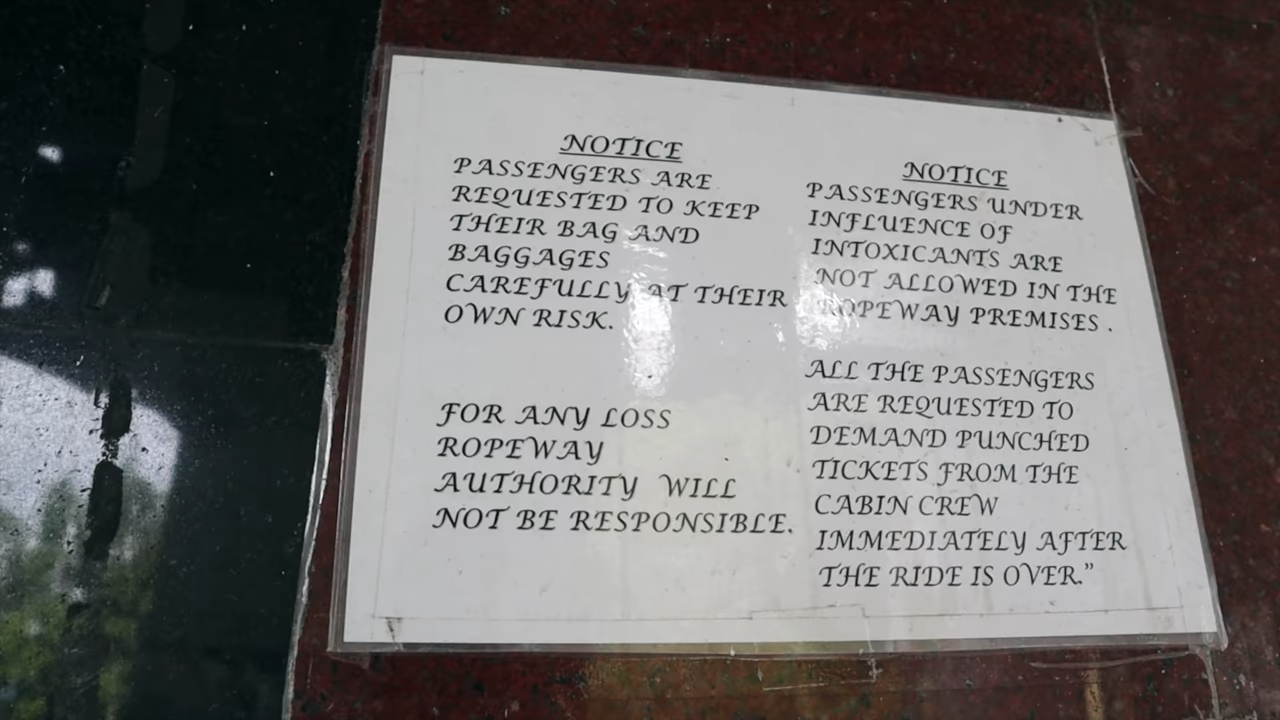 NOTICE
PASSENGERS ARE
REQUESTED TO KEEP
THEIR BAG AND
BAGGAGES
CAREFULLY AT THEIR
OWN RISK.
FOR ANY LOSS
ROPEWAY
AUTHORITY WILL
NOT BE RESPONSIBLE.
NOTICE
PASSENGERS UNDER
INFLUENCE OF
INTOXICANTS ARE
NOT ALLOWED IN THE
ROPEWAY PREMISES .
ALL THE PASSENGERS
ARE REQUESTED TO
DEMAND PUNCHED
TICKETS FROM THE
CABIN CREW
IMMEDIATELY AFTER
THE RIDE IS OVER.”